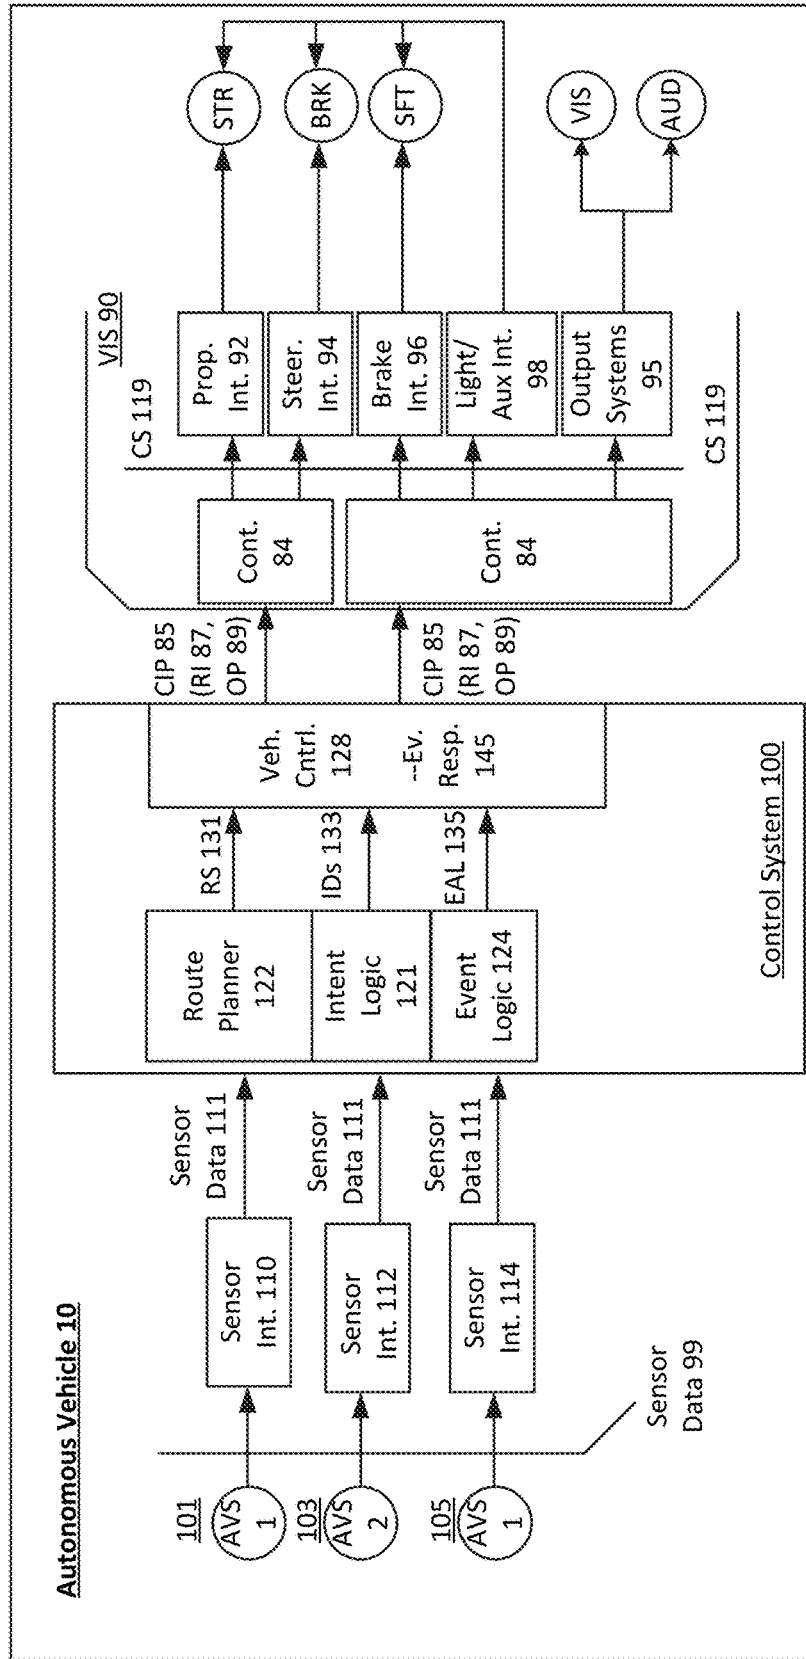 Autonomous Vehicle 10
101
AVS
1
103
AVS
2
105
AVS
1
Sensor
Data 99
Sensor
Int. 110
Sensor
Int. 112
Sensor
Int. 114
Sensor
Data 111
Sensor
Data 111
Sensor
Data 111
Control System 100
Route
Planner
122
Intent
Logic
121
Event
Logic 124
RS 131
IDs 133
EAL 135
Veh.
Cntrl.
128
--Ev.
Resp.
145
CIP 85
(RI 87,
OP 89)
CIP 85
(RI 87,
OP 89)
VIS 90
Cont.
84
Cont.
84
CS 119
CS 119
Prop.
Int. 92
Steer.
Int. 94
Brake
Int. 96
Light/
Aux Int.
98
Output
Systems
95
STR
BRK
SFT
VIS
AUD